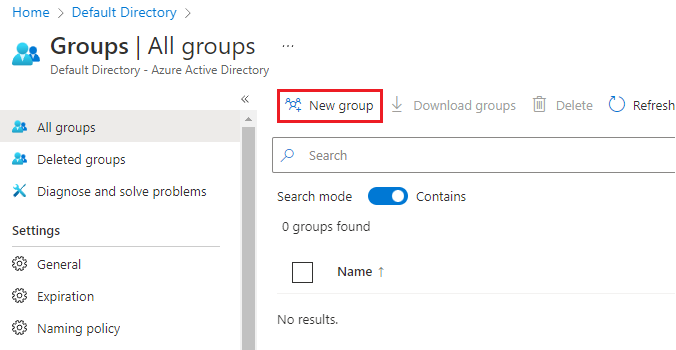 Home > Default Directory >
Groups | All groups ...
Default Directory - Azure Active Directory
«
New group Download groups Delete Refresh
All groups
Deleted groups
Diagnose and solve problems
Settings
General
Expiration
Naming policy
Search
Search mode Contains
0 groups found
Name ↑
No results.